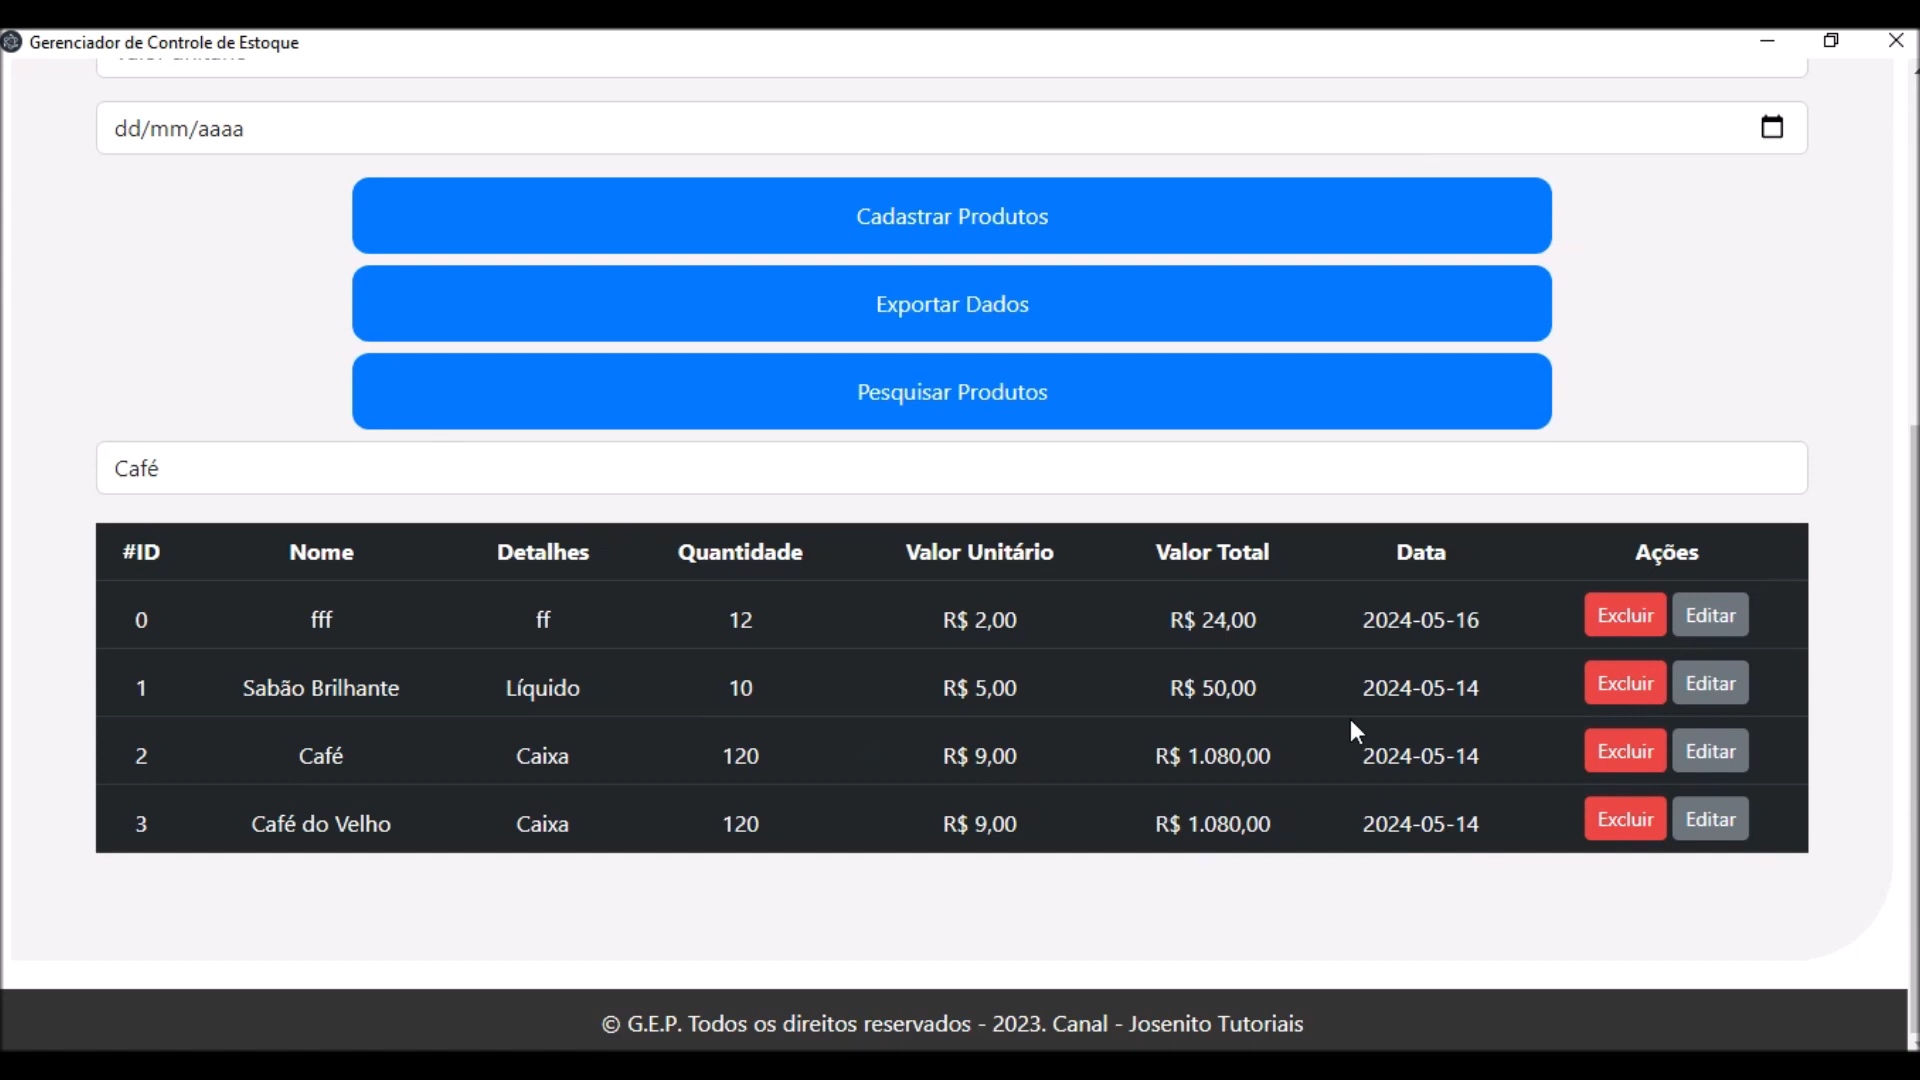 Gerenciador de Controle de Estoque
dd/mm/aaaa
Cadastrar Produtos
Exportar Dados
Pesquisar Produtos
Café
#ID Nome Detalhes Quantidade Valor Unitário Valor Total Data Ações
0 fff ff 12 R$ 2,00 R$ 24,00 2024-05-16 Excluir Editar
1 Sabão Brilhante Líquido 10 R$ 5,00 R$ 50,00 2024-05-14 Excluir Editar
2 Café Caixa 120 R$ 9,00 R$ 1.080,00 2024-05-14 Excluir Editar
3 Café do Velho Caixa 120 R$ 9,00 R$ 1.080,00 2024-05-14 Excluir Editar
© G.E.P. Todos os direitos reservados - 2023. Canal - Josenito Tutoriais